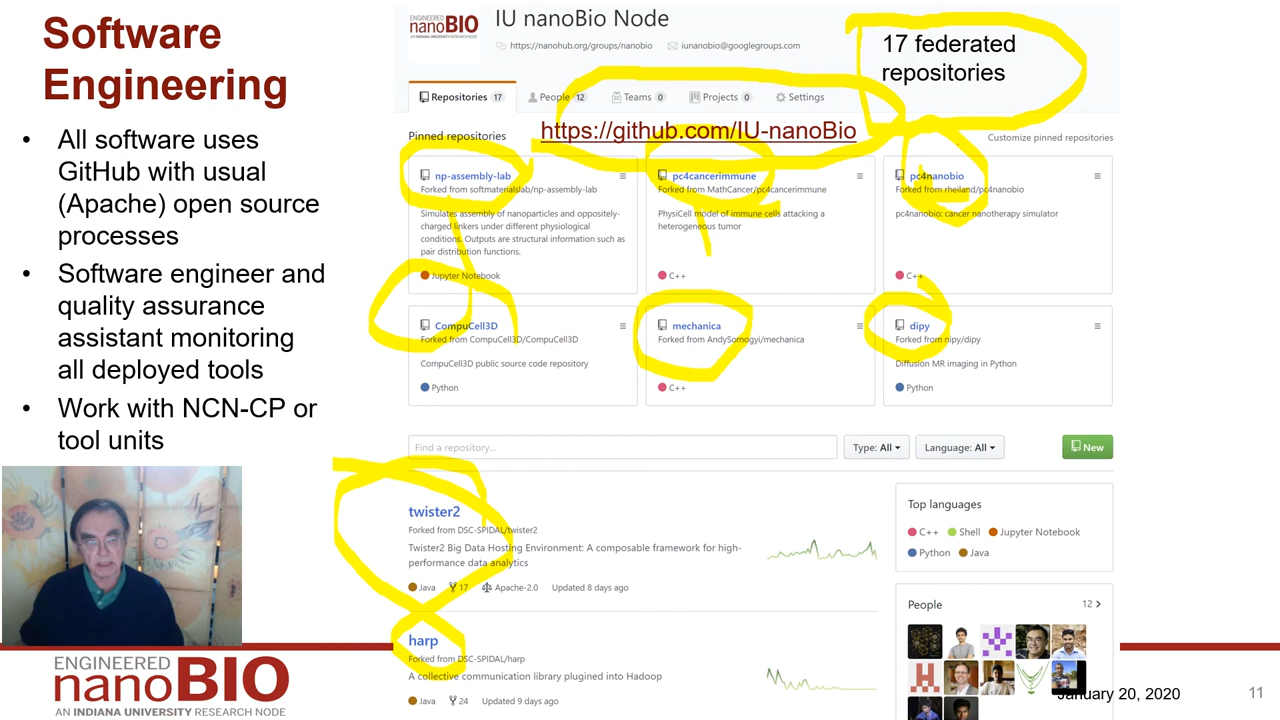 Software
Engineering
• All software uses
GitHub with usual
(Apache) open source
processes
• Software engineer and
quality assurance
assistant monitoring
all deployed tools
• Work with NCN-CP or
tool units
ENGINEERED
nanoBIO
AN INDIANA UNIVERSITY RESEARCH NODE
IU nanoBio Node
https://nanohub.org/groups/nanobio iunanobio@googlegroups.com
17 federated
repositories
Repositories 17 People 12 Teams 0 Projects 0 Settings
Pinned repositories
https://github.com/IU-nanoBio
Customize pinned repositories
np-assembly-lab
Forked from softmaterialslab/np-assembly-lab
Simulates assembly of nanoparticles and oppositely-
charged linkers under different physiological
conditions. Outputs are structural information such as
pair distribution functions.
Jupyter Notebook
pc4cancerimmune
Forked from MathCancer/pc4cancerimmune
PhysiCell model of immune cells attacking a
heterogeneous tumor
C++
pc4nanobio
Forked from rheiland/pc4nanobio
pc4nanobio: cancer nanotherapy simulator
C++
CompuCell3D
Forked from CompuCell3D/CompuCell3D
CompuCell3D public source code repository
Python
mechanica
Forked from AndySomogyi/mechanica
C++
dipy
Forked from nipy/dipy
Diffusion MR imaging in Python
Python
Find a repository...
Type: All
Language: All
New
twister2
Forked from DSC-SPIDAL/twister2
Twister2 Big Data Hosting Environment: A composable framework for high-
performance data analytics
Java 17 Apache-2.0 Updated 8 days ago
harp
Forked from DSC-SPIDAL/harp
A collective communication library plugined into Hadoop
Java 24 Updated 9 days ago
Top languages
C++ Shell Jupyter Notebook
Python Java
People 12
ENGINEERED
nanoBIO
AN INDIANA UNIVERSITY RESEARCH NODE
January 20, 2020
11